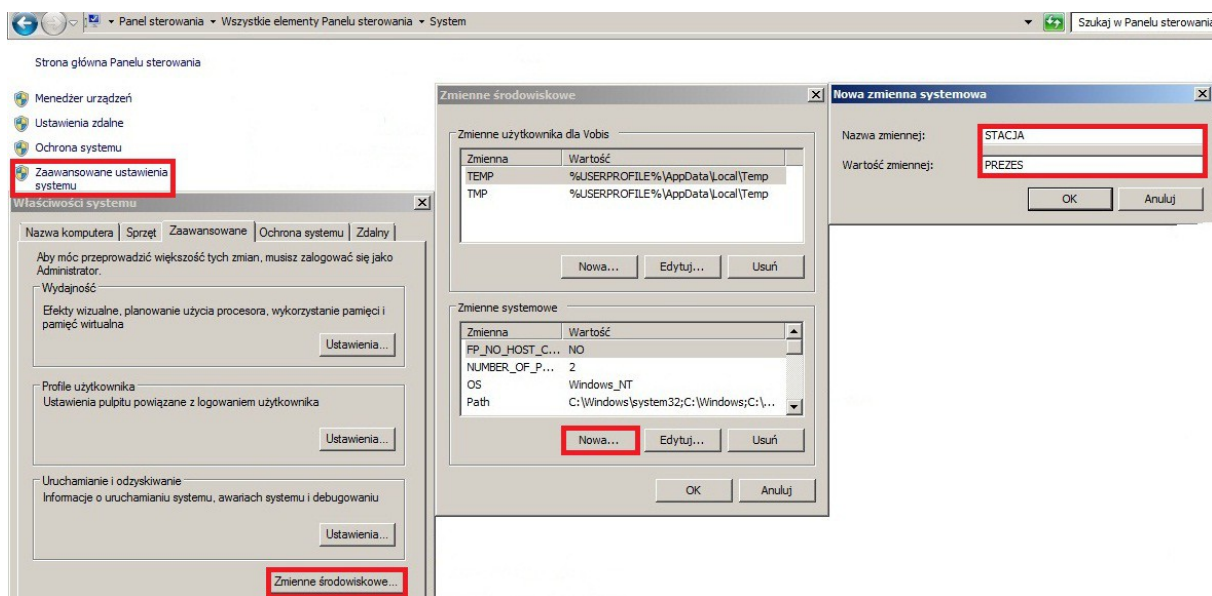 Panel sterowania Wszystkie elementy Panelu sterowania System
Szukaj w Panelu sterowania
Strona główna Panelu sterowania
Menedżer urządzeń
Ustawienia zdalne
Ochrona systemu
Zaawansowane ustawienia
systemu
Właściwości systemu
Nazwa komputera Sprzęt Zaawansowane Ochrona systemu Zdalny
Aby móc przeprowadzić większość tych zmian, musisz zalogować się jako
Administrator.
Wydajność
Efekty wizualne, planowanie użycia procesora, wykorzystanie pamięci i
pamięć wirtualna
Ustawienia...
Profile użytkownika
Ustawienia pulpitu powiązane z logowaniem użytkownika
Ustawienia...
Uruchamianie i odzyskiwanie
Informacje o uruchamianiu systemu, awariach systemu i debugowaniu
Ustawienia...
Zmienne środowiskowe...
Zmienne środowiskowe
Zmienne użytkownika dla Vobis
Zmienna Wartość
TEMP %USERPROFILE%\AppData\Local\Temp
TMP %USERPROFILE%\AppData\Local\Temp
Nowa... Edytuj... Usuń
Zmienne systemowe
Zmienna Wartość
FP_NO_HOST_C... NO
NUMBER_OF_P... 2
OS Windows_NT
Path C:\Windows\system32;C:\Windows;C:\...
Nowa... Edytuj... Usuń
OK Anuluj
Nowa zmienna systemowa
Nazwa zmiennej: STACJA
Wartość zmiennej: PREZES
OK Anuluj